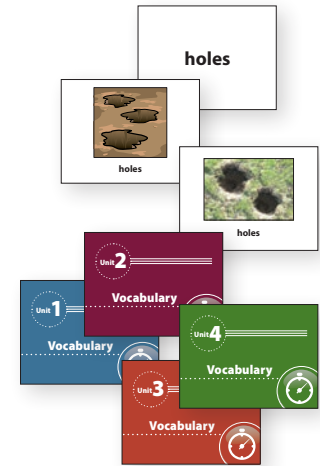 holes
holes
holes
Unit 2
Vocabulary
Unit 1
Vocabulary
Unit 4
Vocabulary
Unit 3
Vocabulary